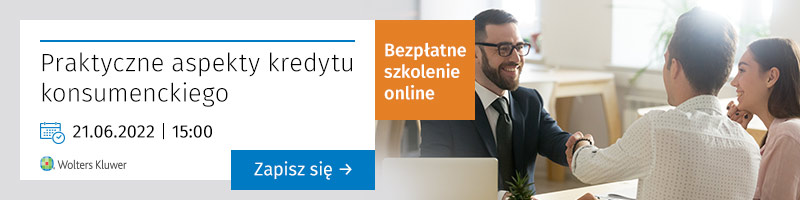 Praktyczne aspekty kredytu
konsumenckiego
21.06.2022 | 15:00
Wolters Kluwer
Zapisz się →
Bezpłatne
szkolenie
online